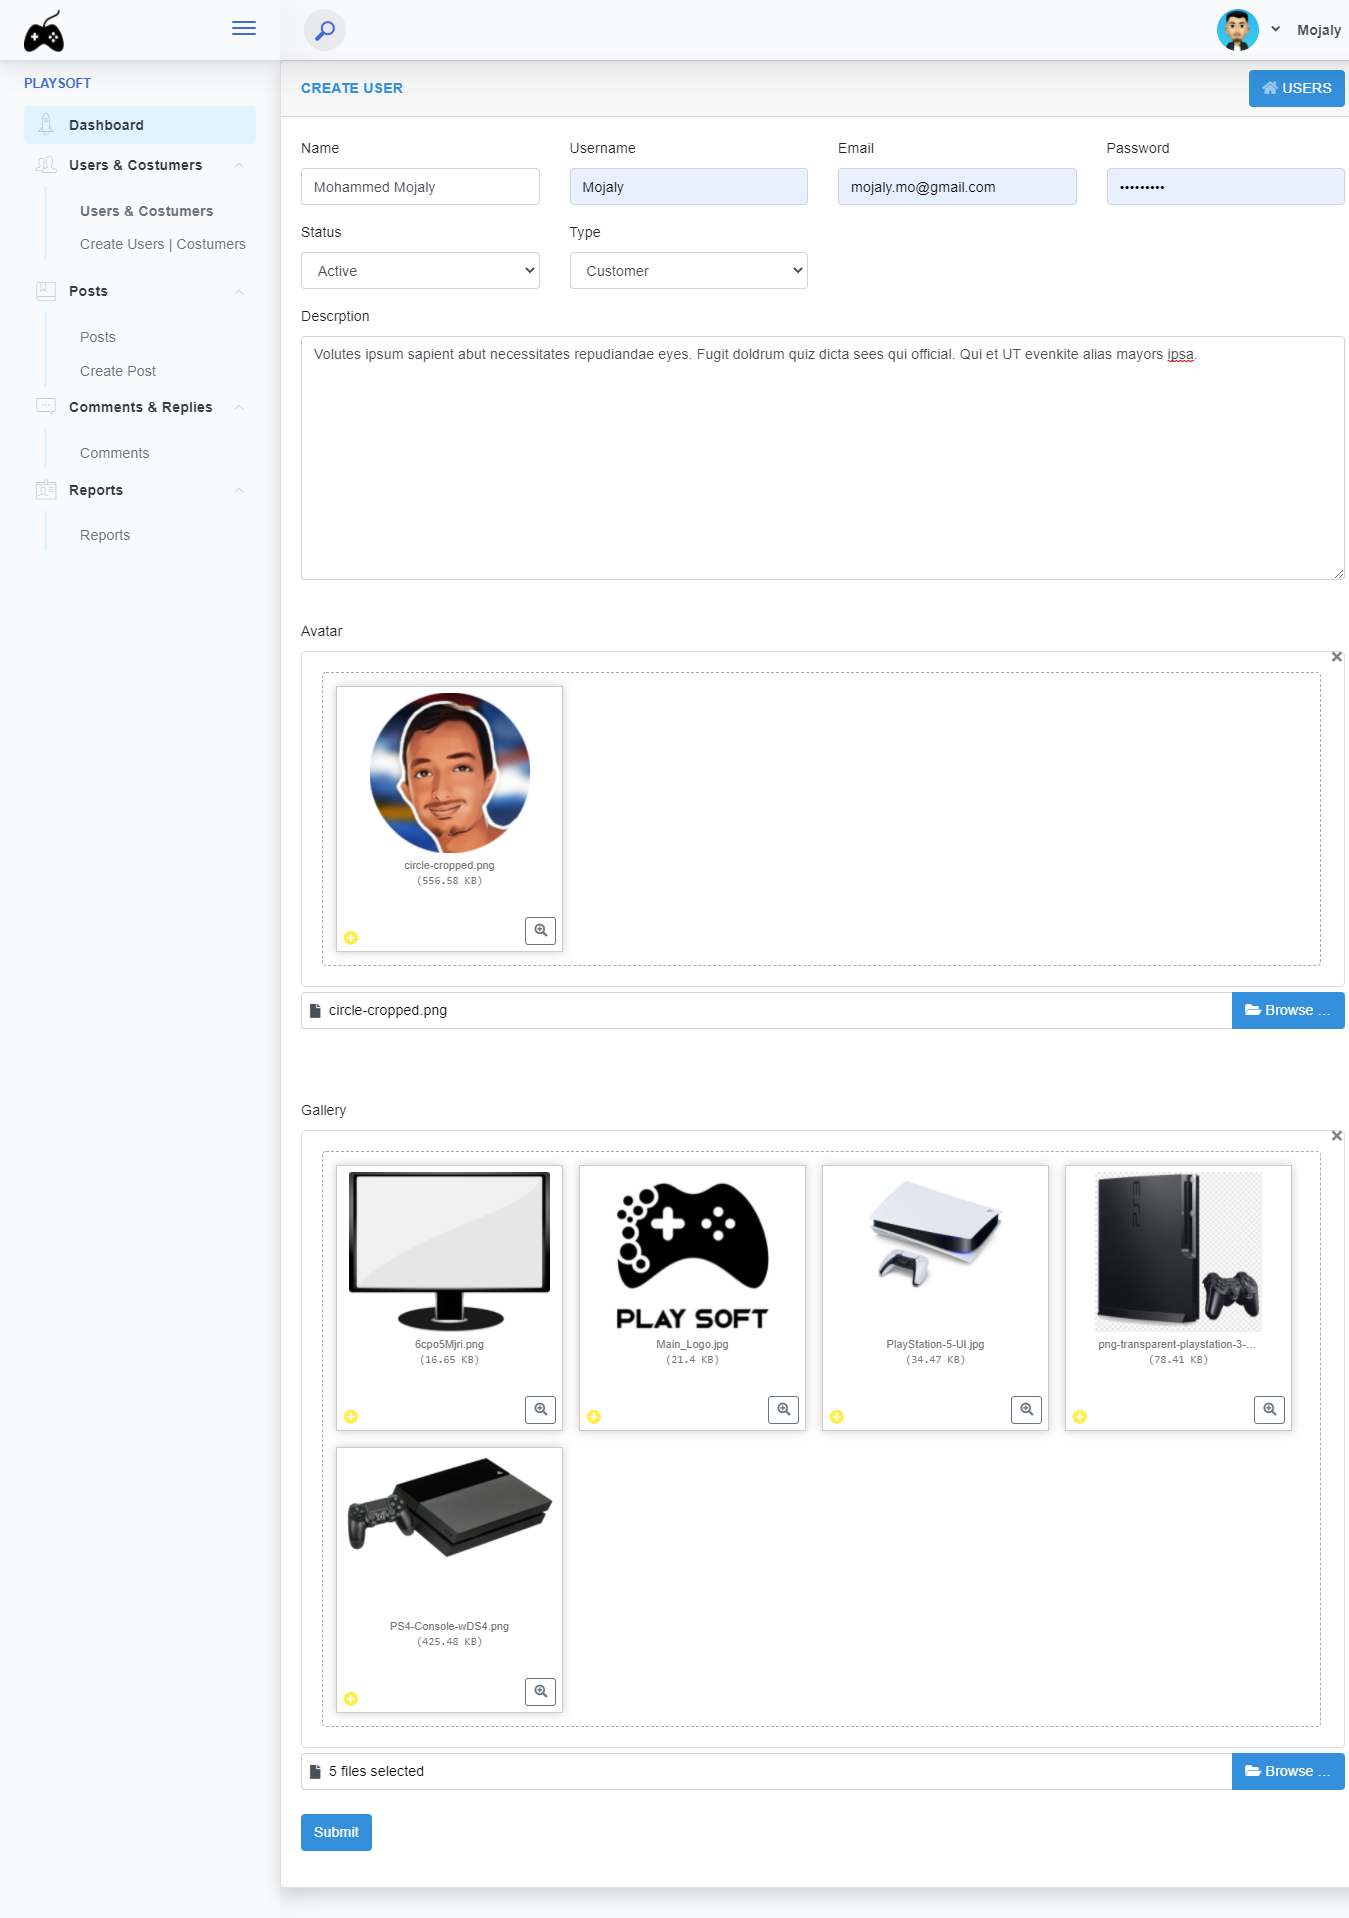 Mojaly
PLAYSOFT
Dashboard
Users & Costumers
Users & Costumers
Create Users | Costumers
Posts
Posts
Create Post
Comments & Replies
Comments
Reports
Reports
CREATE USER
USERS
Name
Username
Email
Password
Mohammed Mojaly
Mojaly
mojaly.mo@gmail.com
•••••••••
Status
Type
Active
Customer
Descrption
Volutes ipsum sapient abut necessitates repudiandae eyes. Fugit doldrum quiz dicta sees qui official. Qui et UT evenkite alias mayors ipsa.
Avatar
circle-cropped.png
(556.58 KB)
circle-cropped.png
Browse ...
Gallery
PLAY SOFT
PS3
6cpo5Mjri.png
(16.65 KB)
Main_Logo.jpg
(21.4 KB)
PlayStation-5-UI.jpg
(34.47 KB)
png-transparent-playstation-3-...
(78.41 KB)
PS4-Console-wDS4.png
(425.48 KB)
5 files selected
Browse ...
Submit